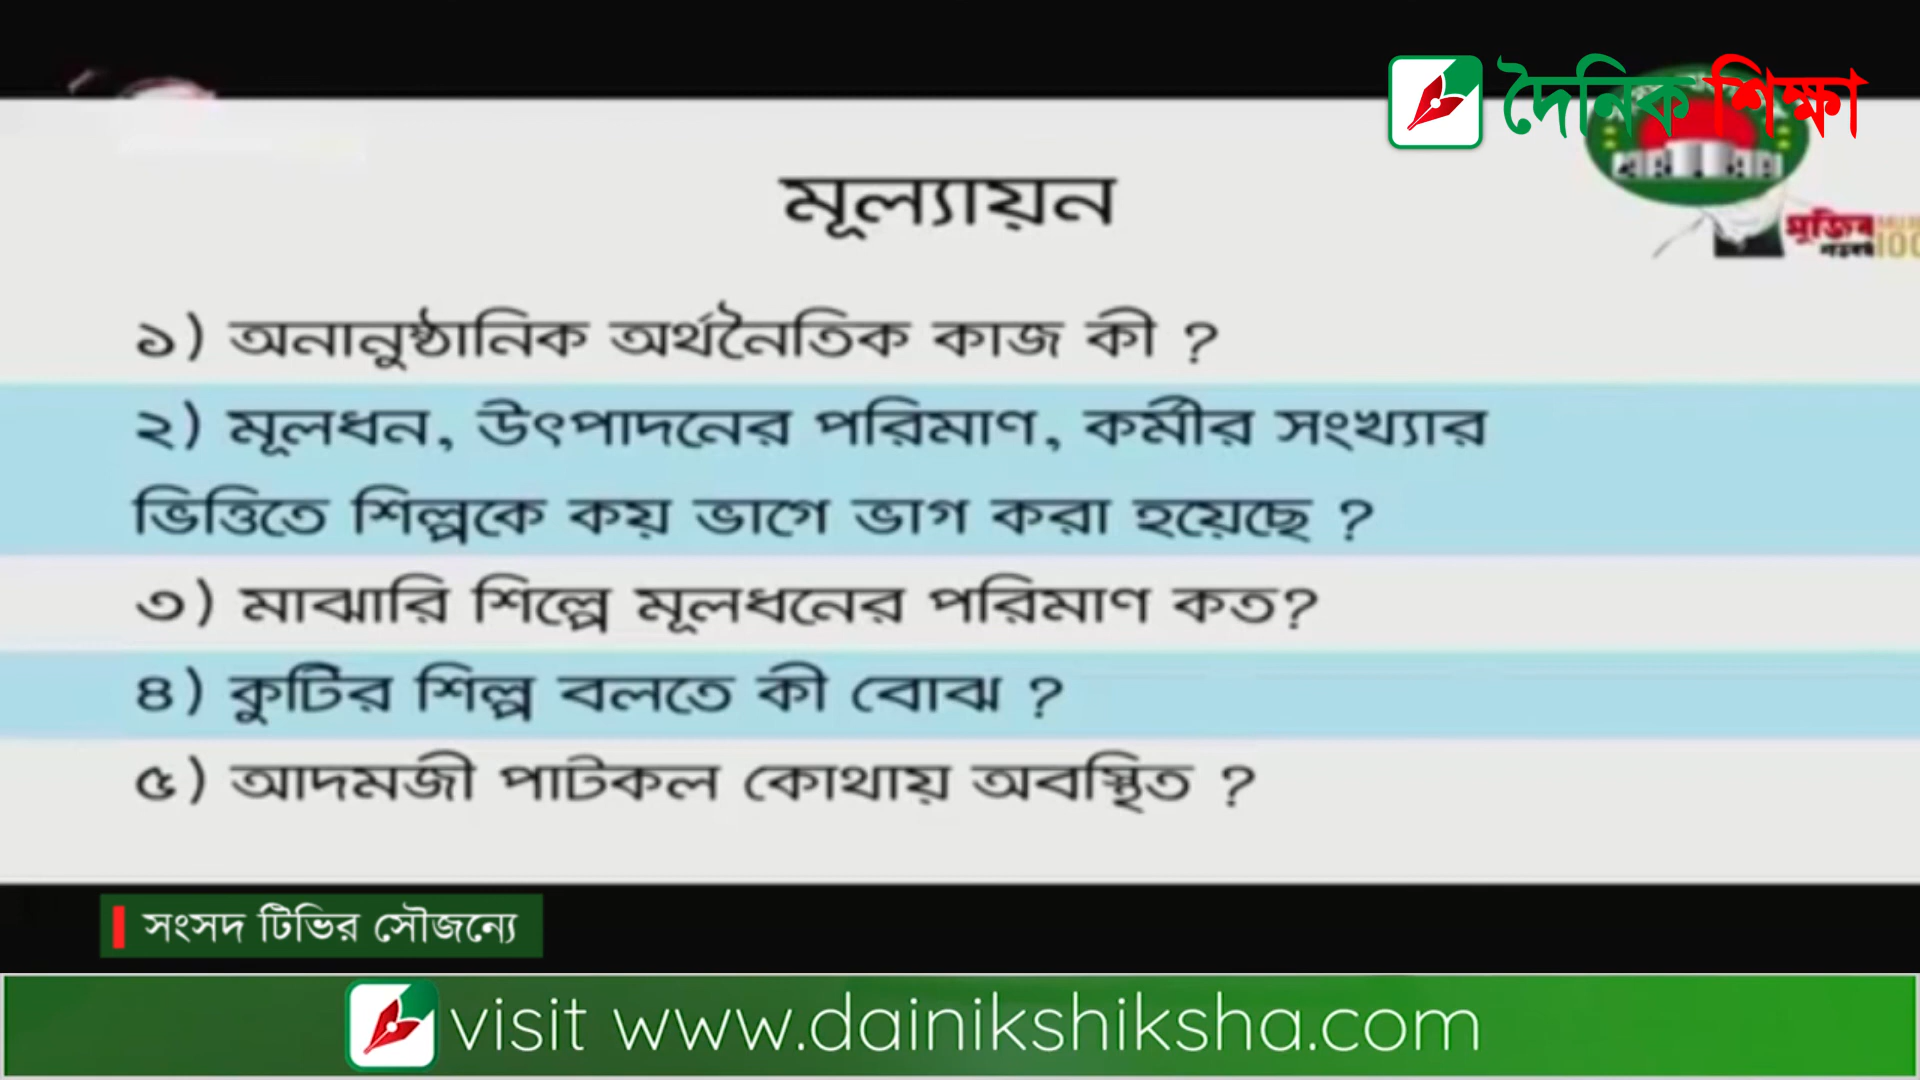 দৈনিক শিক্ষা
মুজিব
100
মূল্যায়ন
১) অনানুষ্ঠানিক অর্থনৈতিক কাজ কী ?
২) মূলধন, উৎপাদনের পরিমাণ, কর্মীর সংখ্যার
ভিত্তিতে শিল্পকে কয় ভাগে ভাগ করা হয়েছে ?
৩) মাঝারি শিল্পে মূলধনের পরিমাণ কত?
৪) কুটির শিল্প বলতে কী বোঝ ?
৫) আদমজী পাটকল কোথায় অবস্থিত ?
সংসদ টিভির সৌজন্যে
visit www.dainikshiksha.com